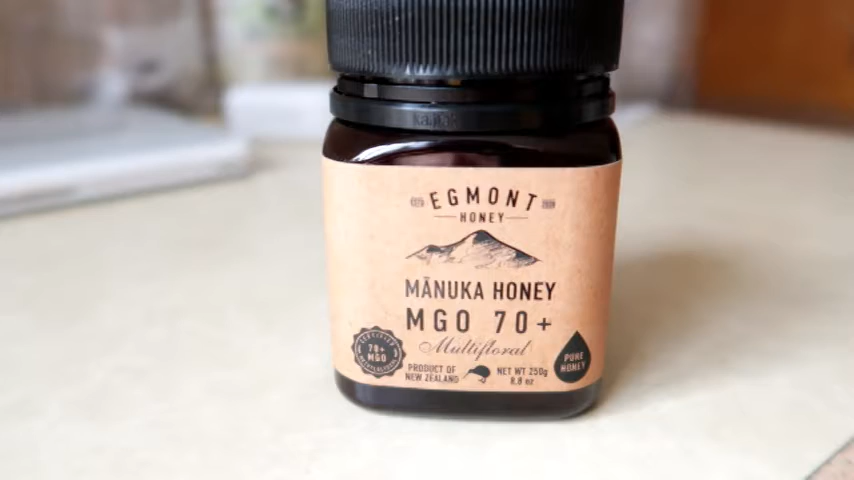 EGMONT
HONEY
MĀNUKA HONEY
MGO 70+
Multifloral
CERTIFIED
70+
MGO
PURE
HONEY
PRODUCT OF
NEW ZEALAND
NET WT 250g
8.8 oz